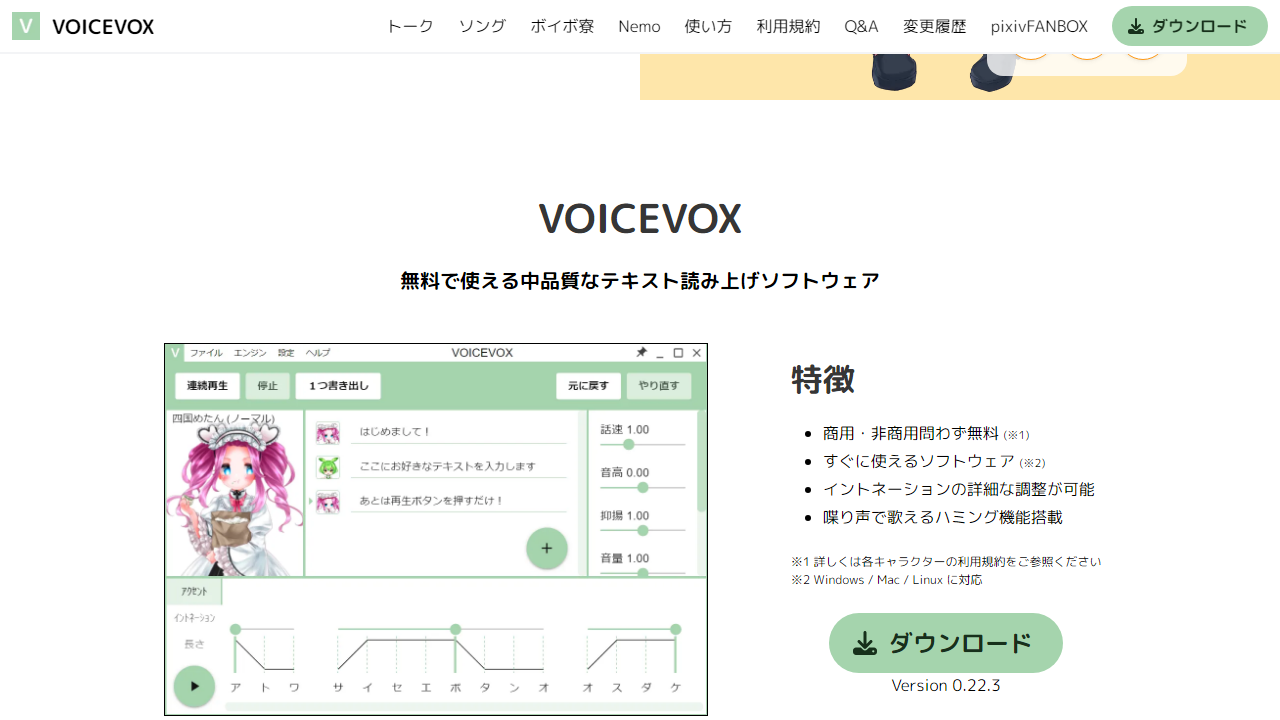 V VOICEVOX トーク ソング ボイボ寮 Nemo 使い方 利用規約 Q&A 変更履歴 pixivFANBOX ダウンロード
VOICEVOX
無料で使える中品質なテキスト読み上げソフトウェア
V ファイル エンジン 設定 ヘルプ VOICEVOX
連続再生 停止 1つ書き出し 元に戻す やり直す
四国めたん (ノーマル)
はじめまして！
ここにお好きなテキストを入力します
あとは再生ボタンを押すだけ！
話速 1.00
音高 0.00
抑揚 1.00
音量 1.00
アクセント
イントネーション
長さ
ア ト ワ サ イ セ エ ボ タ ン オ オ ス ダ ケ
特徴
商用・非商用問わず無料 (※1)
すぐに使えるソフトウェア (※2)
イントネーションの詳細な調整が可能
喋り声で歌えるハミング機能搭載
※1 詳しくは各キャラクターの利用規約をご参照ください
※2 Windows / Mac / Linux に対応
ダウンロード
Version 0.22.3